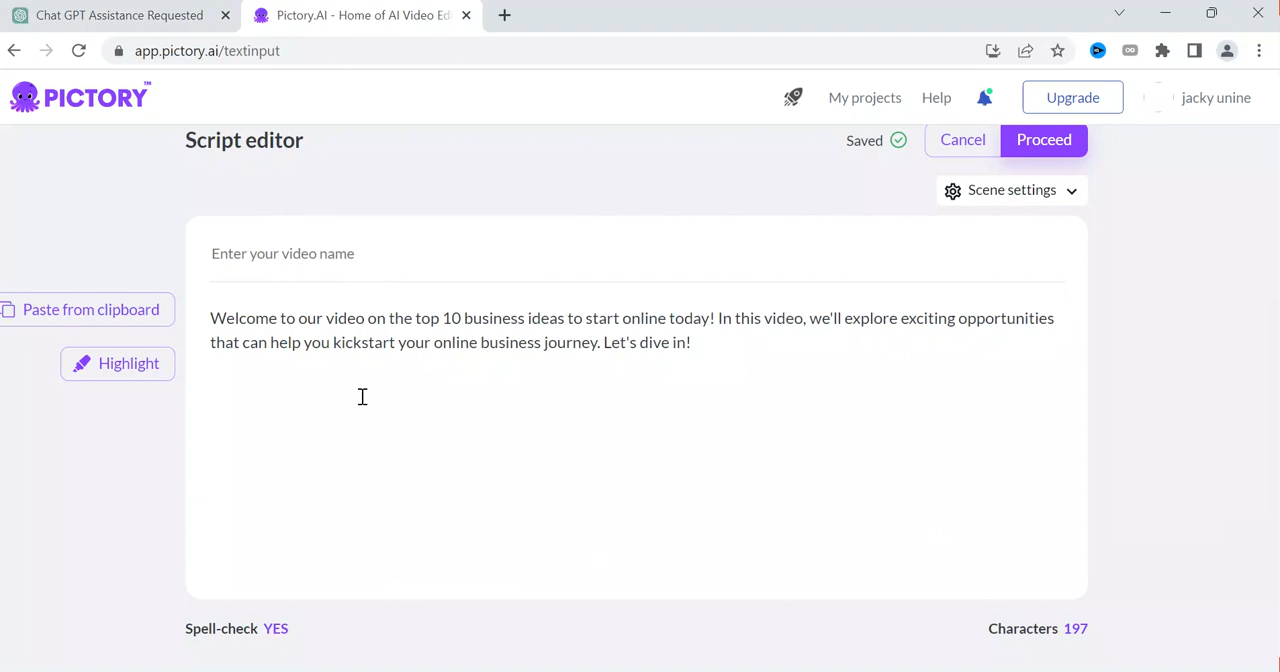 Chat GPT Assistance Requested
Pictory.AI - Home of AI Video Edi
app.pictory.ai/textinput
PICTORY™
My projects
Help
Upgrade
jacky unine
Script editor
Saved
Cancel
Proceed
Scene settings
Enter your video name
Paste from clipboard
Welcome to our video on the top 10 business ideas to start online today! In this video, we'll explore exciting opportunities
that can help you kickstart your online business journey. Let's dive in!
Highlight
Spell-check YES
Characters 197